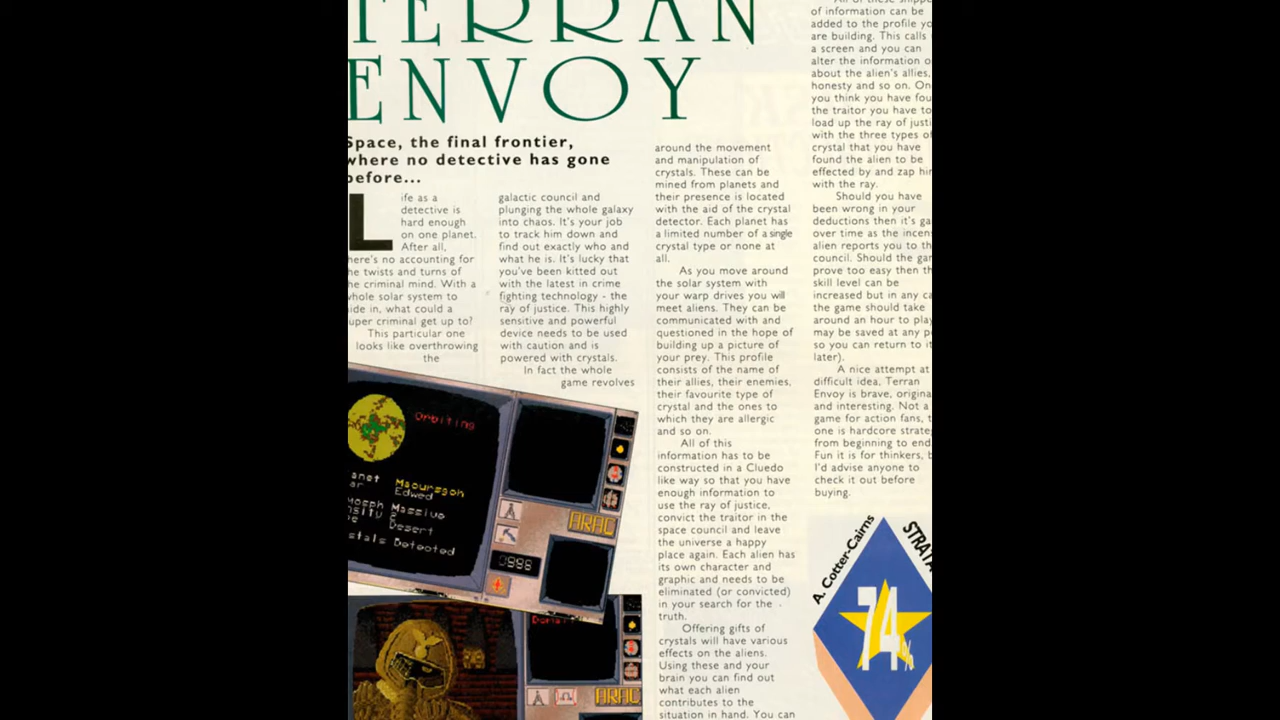 TERRAN
ENVOY
Space, the final frontier,
where no detective has gone
before...
Life as a
detective is
hard enough
on one planet.
After all,
here's no accounting for
he twists and turns of
he criminal mind. With a
hole solar system to
ide in, what could a
uper criminal get up to?
This particular one
looks like overthrowing
the
galactic council and
plunging the whole galaxy
into chaos. It's your job
to track him down and
find out exactly who and
what he is. It's lucky that
you've been kitted out
with the latest in crime
fighting technology - the
ray of justice. This highly
sensitive and powerful
device needs to be used
with caution and is
powered with crystals.
In fact the whole
game revolves
around the movement
and manipulation of
crystals. These can be
mined from planets and
their presence is located
with the aid of the crystal
detector. Each planet has
a limited number of a single
crystal type or none at
all.
As you move around
the solar system with
your warp drives you will
meet aliens. They can be
communicated with and
questioned in the hope of
building up a picture of
your prey. This profile
consists of the name of
their allies, their enemies,
their favourite type of
crystal and the ones to
which they are allergic
and so on.
All of this
information has to be
constructed in a Cluedo
like way so that you have
enough information to
use the ray of justice,
convict the traitor in the
space council and leave
the universe a happy
place again. Each alien has
its own character and
graphic and needs to be
eliminated (or convicted)
in your search for the
truth.
Offering gifts of
crystals will have various
effects on the aliens.
Using these and your
brain you can find out
what each alien
contributes to the
situation in hand. You can
All of these snippe
of information can be
added to the profile yo
are building. This calls
a screen and you can
alter the information o
about the alien's allies,
honesty and so on. On
you think you have fou
the traitor you have to
load up the ray of justi
with the three types of
crystal that you have
found the alien to be
effected by and zap hi
with the ray.
Should you have
been wrong in your
deductions then it's ga
over time as the incen
alien reports you to th
council. Should the gar
prove too easy then th
skill level can be
increased but in any ca
the game should take
around an hour to play
may be saved at any p
so you can return to it
later).
A nice attempt at
difficult idea, Terran
Envoy is brave, origina
and interesting. Not a
game for action fans, t
one is hardcore strate
from beginning to end
Fun it is for thinkers, b
I'd advise anyone to
check it out before
buying.
Orbiting
anet Maoursson
ar Edwed
Morph Massive
nsity 8
pe Desert
stals Detected
ARAC
0998
ARAC
A. Cotter-Cairns
STRATA
74%